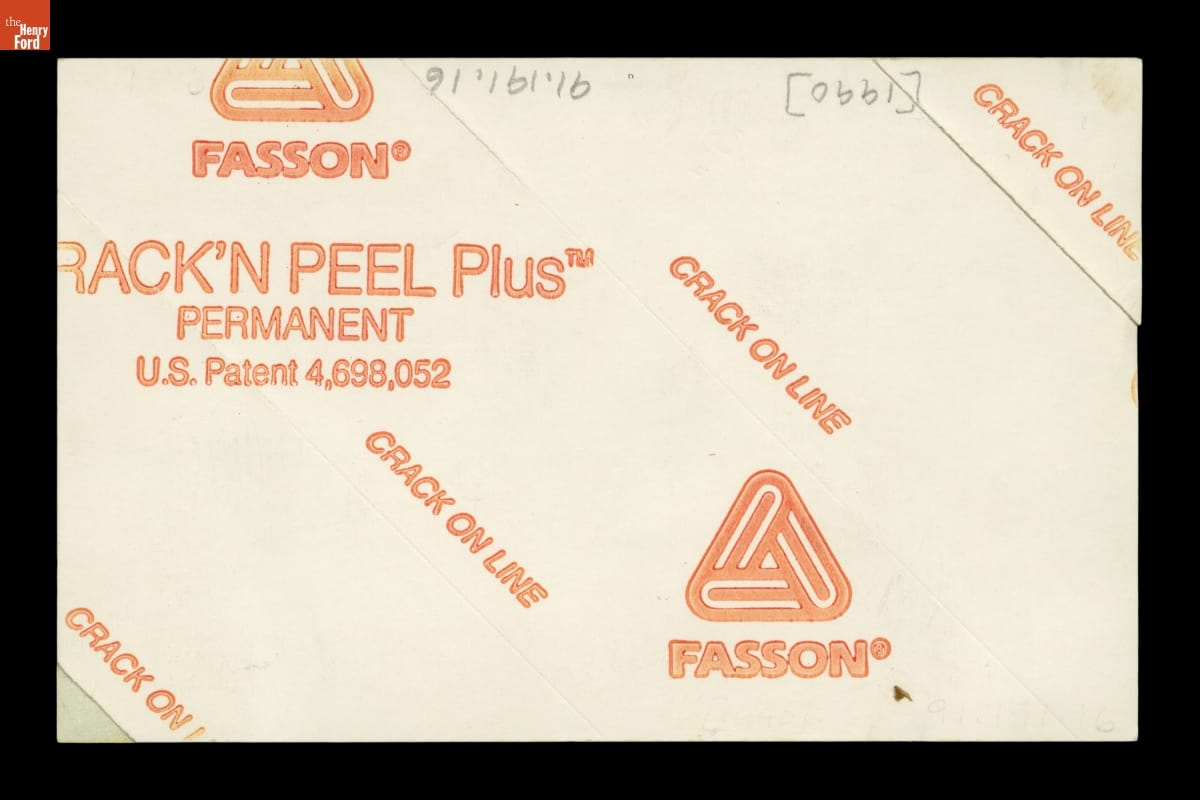 the
Henry
Ford
91.191.16
[1990]
FASSON®
CRACK ON LINE
RACK'N PEEL Plus™
PERMANENT
U.S. Patent 4,698,052
CRACK ON LINE
CRACK ON LINE
FASSON®
CRACK ON L
91.191.16